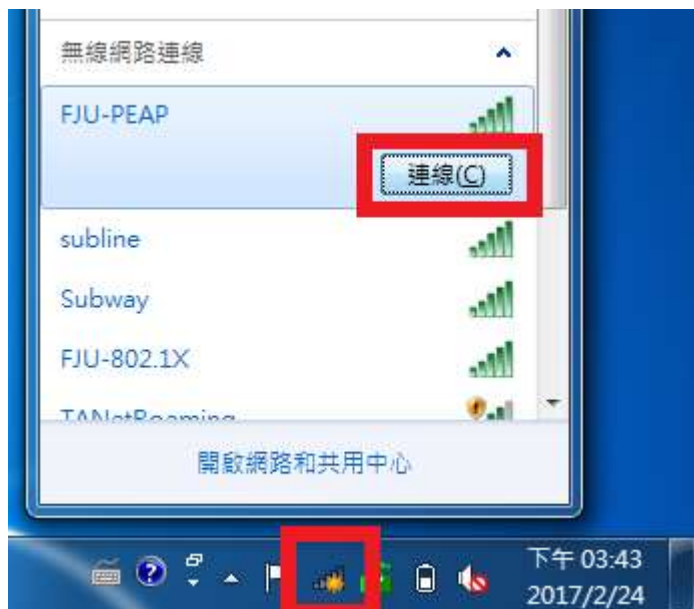 無線網路連線
FJU-PEAP
連線(C)
subline
Subway
FJU-802.1X
TANetRoaming
開啟網路和共用中心
下午 03:43
2017/2/24